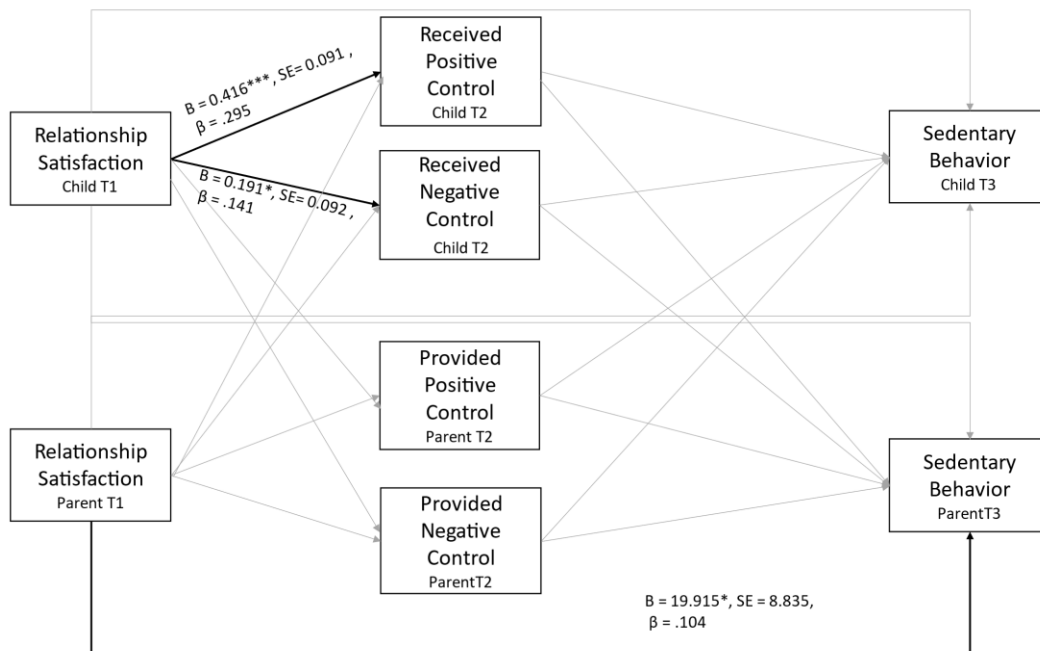 Received
Positive
Control
Child T2
B = 0.416***, SE= 0.091 ,
β = .295
Relationship
Satisfaction
Child T1
Sedentary
Behavior
Child T3
Received
Negative
Control
Child T2
B = 0.191*, SE= 0.092 ,
β = .141
Provided
Positive
Control
Parent T2
Relationship
Satisfaction
Parent T1
Sedentary
Behavior
ParentT3
Provided
Negative
Control
ParentT2
B = 19.915*, SE = 8.835,
β = .104